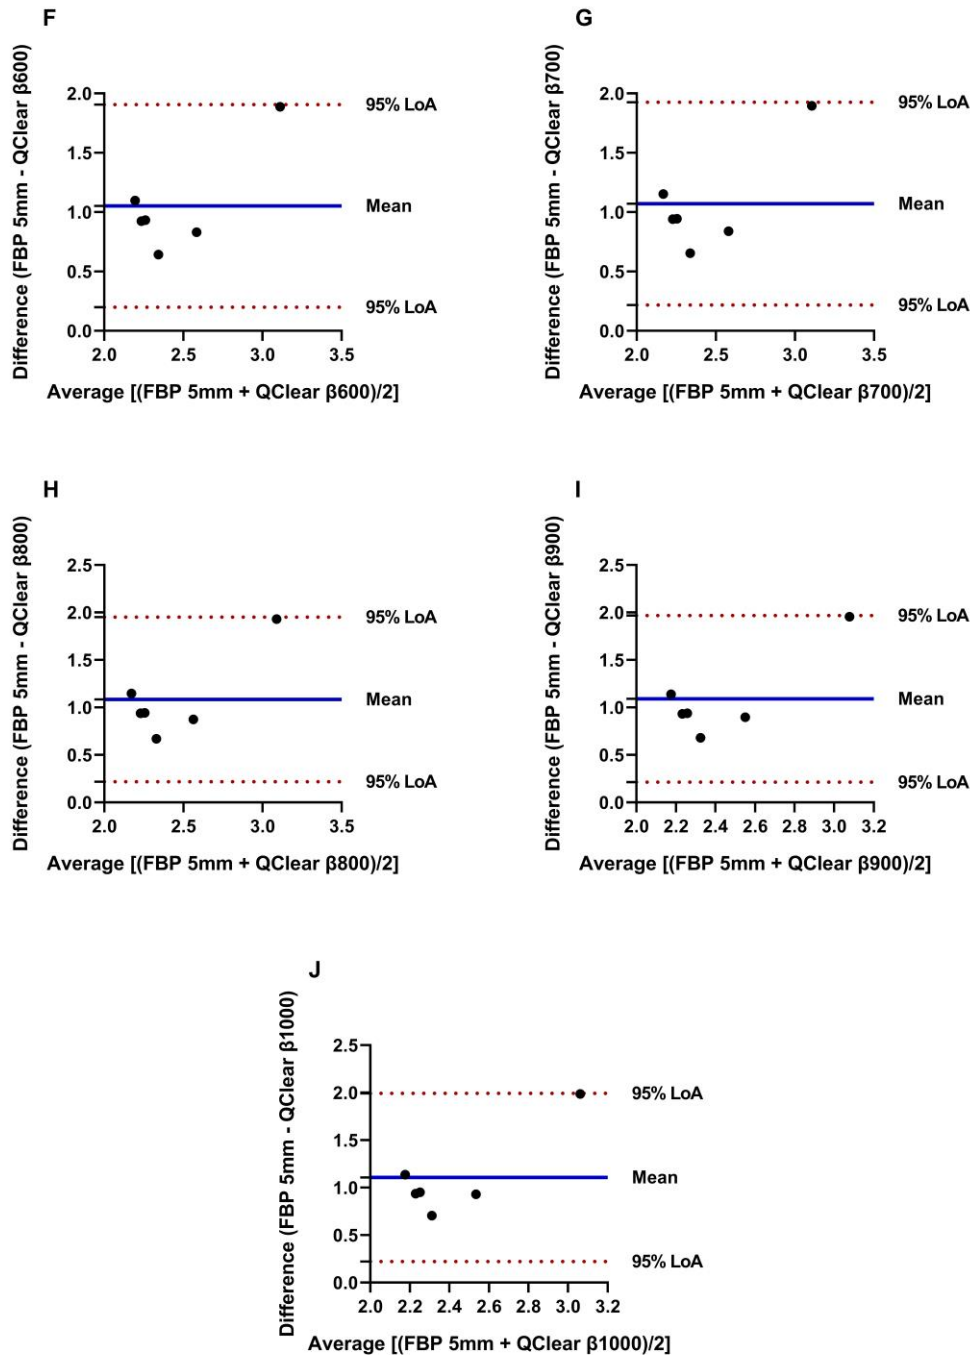 F
Difference (FBP 5mm - QClear β600)
2.0
95% LoA
1.5
Mean
1.0
0.5
95% LoA
0.0
2.0 2.5 3.0 3.5
Average [(FBP 5mm + QClear β600)/2]
G
Difference (FBP 5mm - QClear β700)
2.0
95% LoA
1.5
Mean
1.0
0.5
95% LoA
0.0
2.0 2.5 3.0 3.5
Average [(FBP 5mm + QClear β700)/2]
H
Difference (FBP 5mm - QClear β800)
2.5
2.0
95% LoA
1.5
Mean
1.0
0.5
95% LoA
0.0
2.0 2.5 3.0 3.5
Average [(FBP 5mm + QClear β800)/2]
I
Difference (FBP 5mm - QClear β900)
2.5
2.0
95% LoA
1.5
Mean
1.0
0.5
95% LoA
0.0
2.0 2.2 2.4 2.6 2.8 3.0 3.2
Average [(FBP 5mm + QClear β900)/2]
J
Difference (FBP 5mm - QClear β1000)
2.5
2.0
95% LoA
1.5
Mean
1.0
0.5
95% LoA
0.0
2.0 2.2 2.4 2.6 2.8 3.0 3.2
Average [(FBP 5mm + QClear β1000)/2]